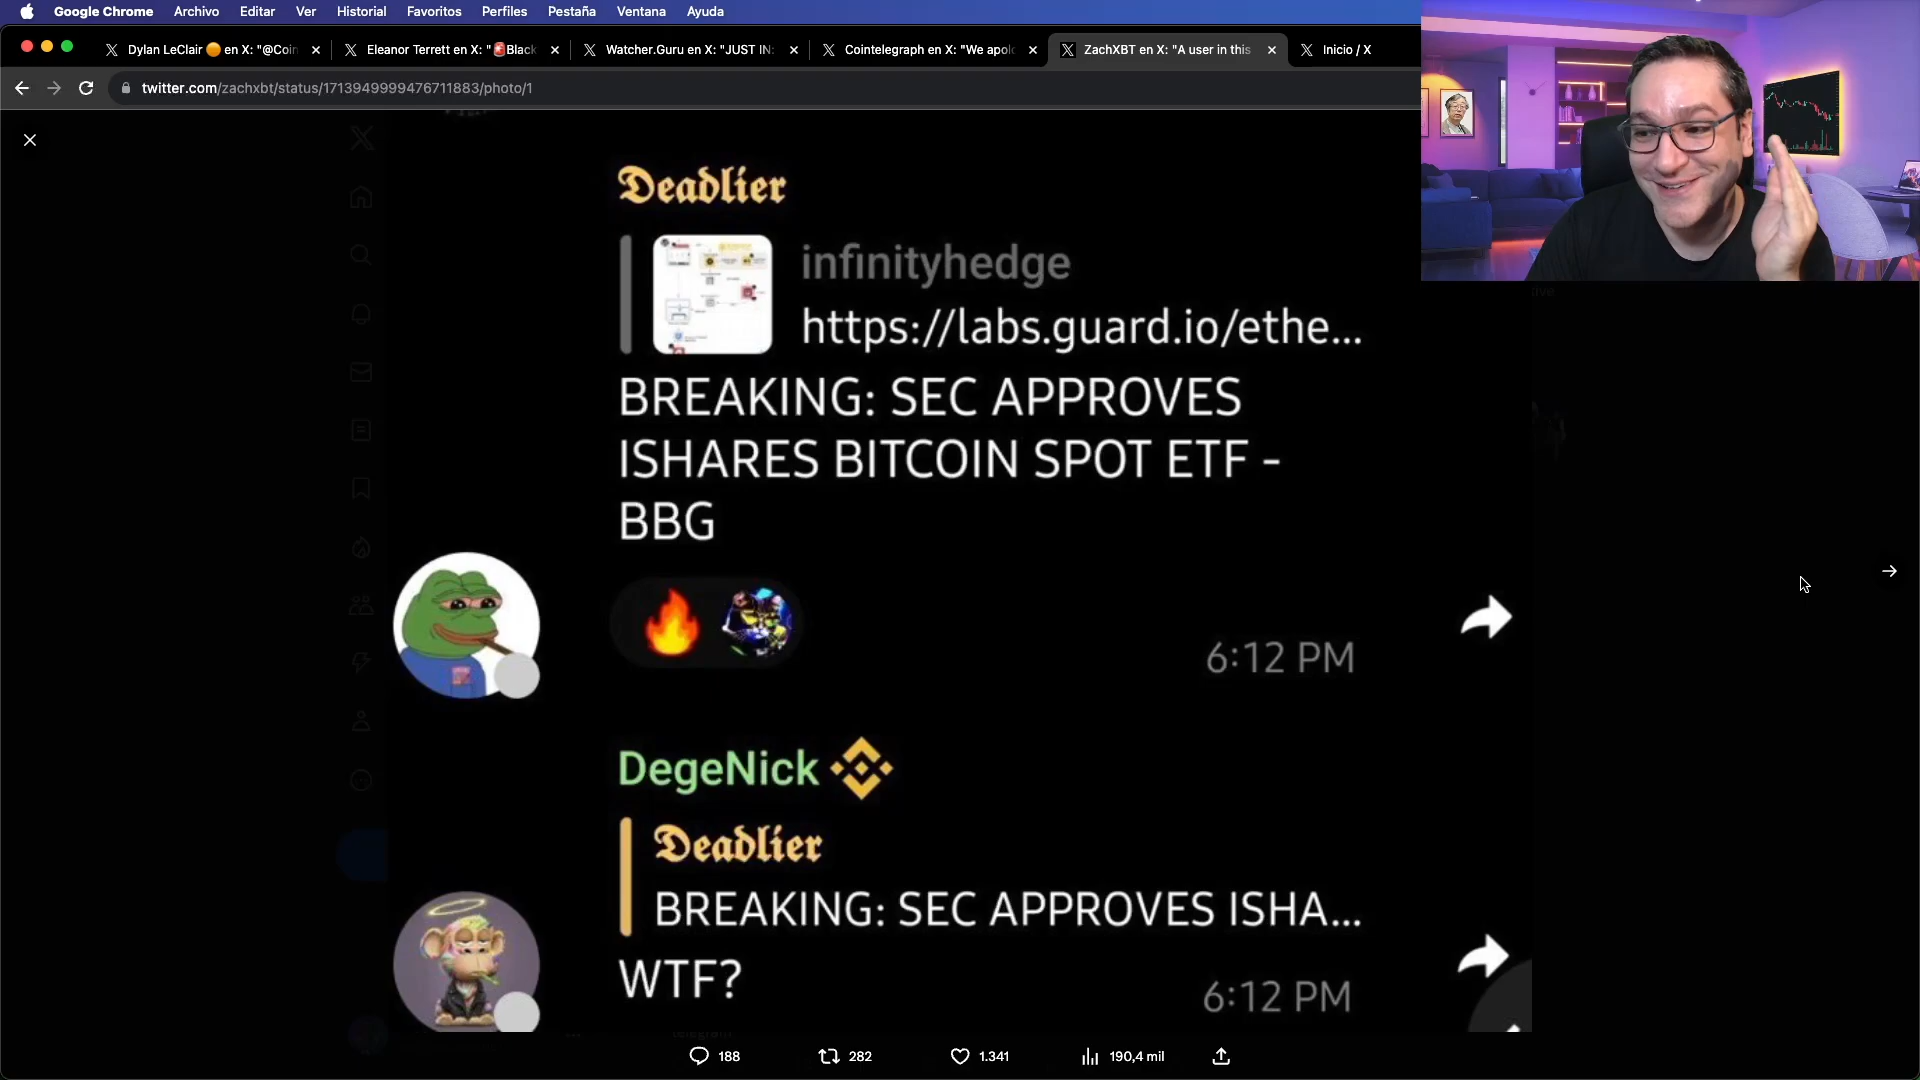 Google Chrome Archivo Editar Ver Historial Favoritos Perfiles Pestaña Ventana Ayuda
Dylan LeClair 🟠 en X: "@Coin
Eleanor Terrett en X: "🚨Black
Watcher.Guru en X: "JUST IN:
Cointelegraph en X: "We apolo
ZachXBT en X: "A user in this
Inicio / X
twitter.com/zachxbt/status/1713949999476711883/photo/1
Deadlier
infinityhedge
https://labs.guard.io/ethe...
BREAKING: SEC APPROVES
ISHARES BITCOIN SPOT ETF -
BBG
6:12 PM
DegeNick
Deadlier
BREAKING: SEC APPROVES ISHA...
WTF?
6:12 PM
188 282 1.341 190,4 mil